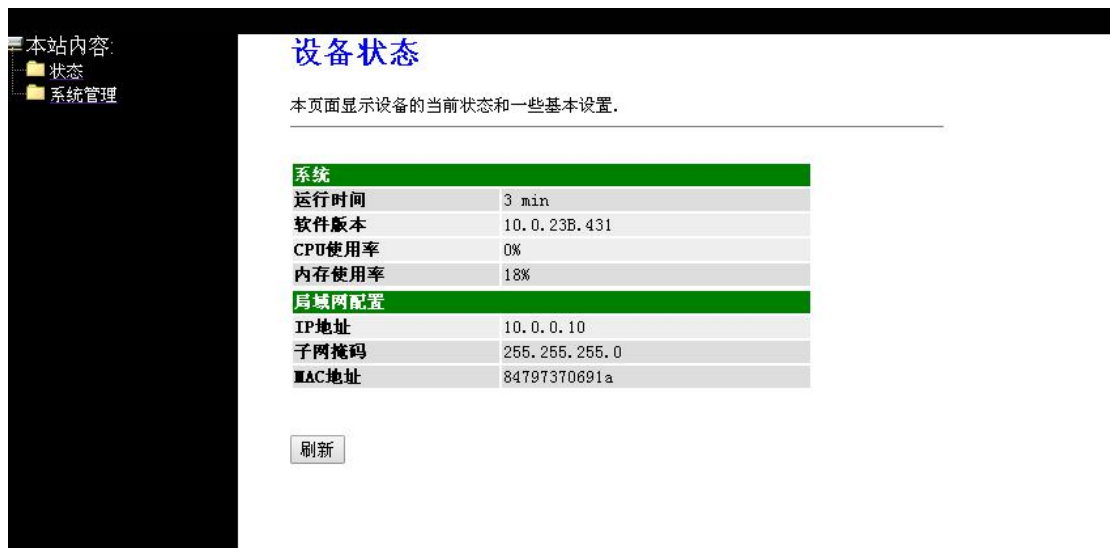 本站内容:
状态
系统管理
设备状态
本页面显示设备的当前状态和一些基本设置.
系统
运行时间 3 min
软件版本 10.0.23B.431
CPU使用率 0%
内存使用率 18%
局域网配置
IP地址 10.0.0.10
子网掩码 255.255.255.0
MAC地址 84797370691a
刷新